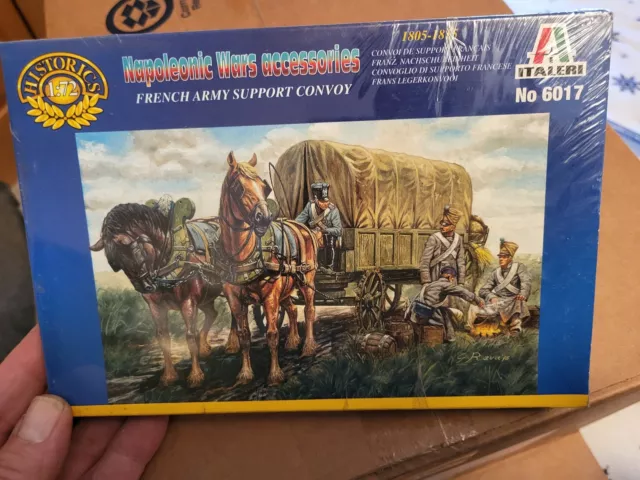 HISTORICS
1:72
Napoleonic Wars accessories
FRENCH ARMY SUPPORT CONVOY
1805-1815
CONVOI DE SUPPORT FRANÇAIS
FRANZ. NACHSCHUBEINHEIT
CONVOGLIO DI SUPPORTO FRANCESE
FRANS LEGERKONVOOI
ITALERI
No 6017